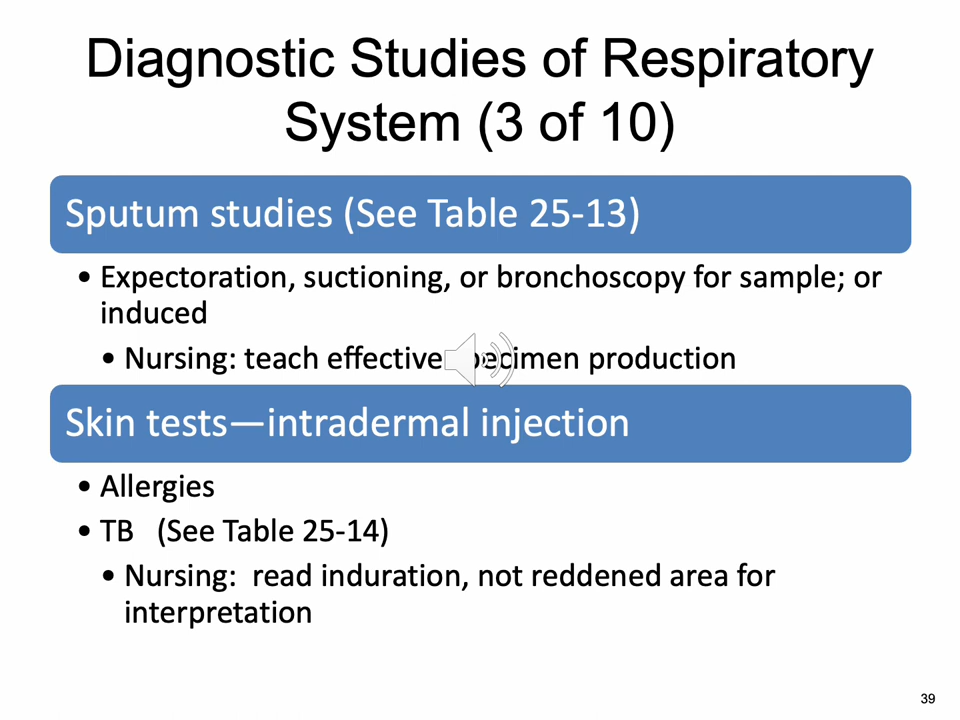 Diagnostic Studies of Respiratory
System (3 of 10)
Sputum studies (See Table 25-13)
• Expectoration, suctioning, or bronchoscopy for sample; or
induced
• Nursing: teach effective specimen production
Skin tests—intradermal injection
• Allergies
• TB (See Table 25-14)
• Nursing: read induration, not reddened area for
interpretation
39